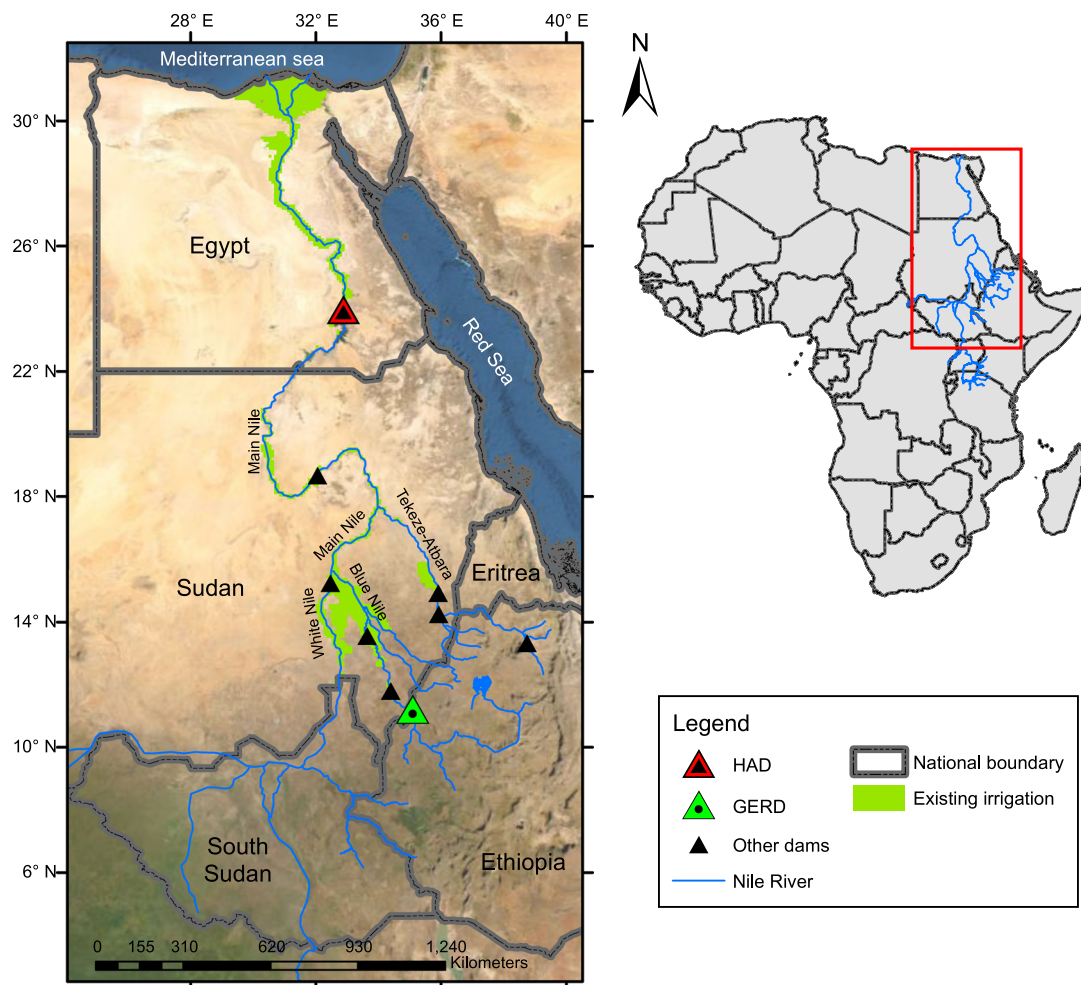 28° E
32° E
36° E
40° E
N
Mediterranean sea
30° N
26° N
Egypt
Red Sea
22° N
Main Nile
18° N
Tekeze-Atbara
Main Nile
Eritrea
Blue Nile
Sudan
White Nile
14° N
10° N
Legend
HAD
National boundary
GERD
Existing irrigation
Other dams
Nile River
South
Sudan
Ethiopia
6° N
0 155 310 620 930 1,240
Kilometers